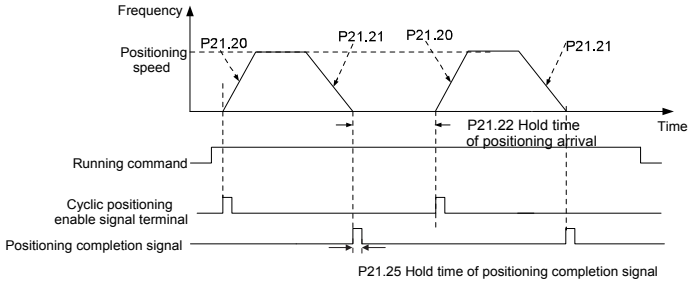 Frequency
P21.20
P21.21
P21.20
P21.21
Positioning
speed
P21.22 Hold time
of positioning arrival
Time
Running command
Cyclic positioning
enable signal terminal
Positioning completion signal
P21.25 Hold time of positioning completion signal